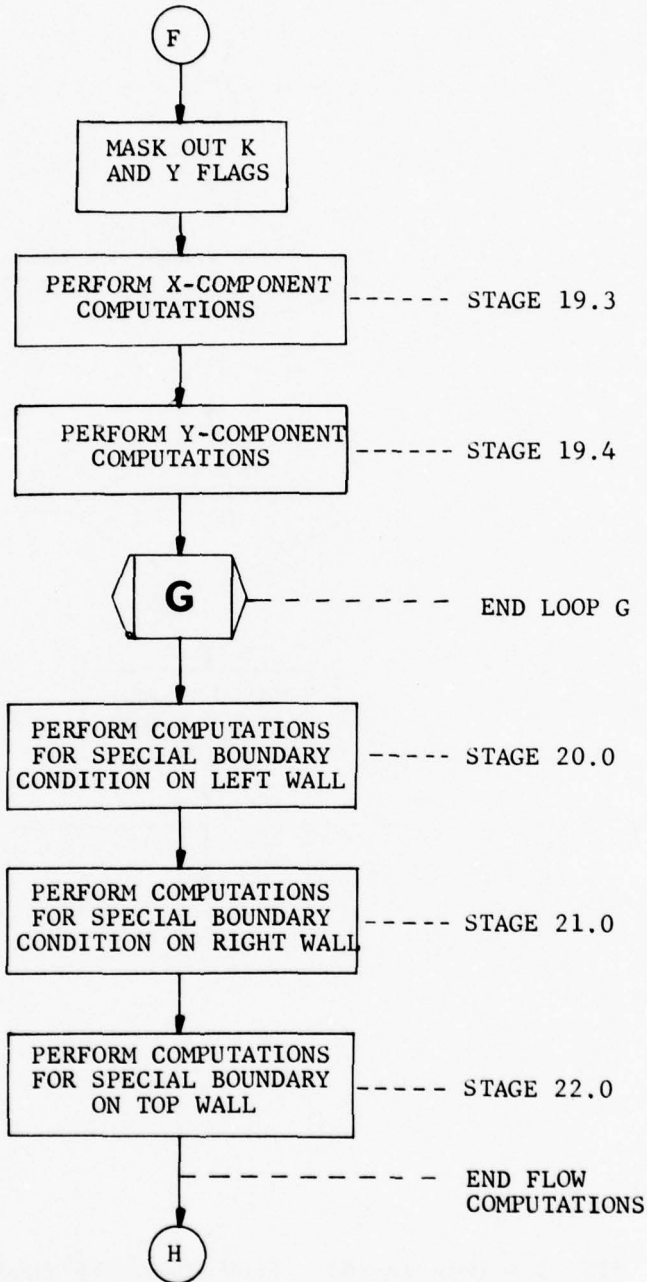 F
MASK OUT K
AND Y FLAGS
PERFORM X-COMPONENT
COMPUTATIONS
STAGE 19.3
PERFORM Y-COMPONENT
COMPUTATIONS
STAGE 19.4
G
END LOOP G
PERFORM COMPUTATIONS
FOR SPECIAL BOUNDARY
CONDITION ON LEFT WALL
STAGE 20.0
PERFORM COMPUTATIONS
FOR SPECIAL BOUNDARY
CONDITION ON RIGHT WALL
STAGE 21.0
PERFORM COMPUTATIONS
FOR SPECIAL BOUNDARY
ON TOP WALL
STAGE 22.0
END FLOW
COMPUTATIONS
H